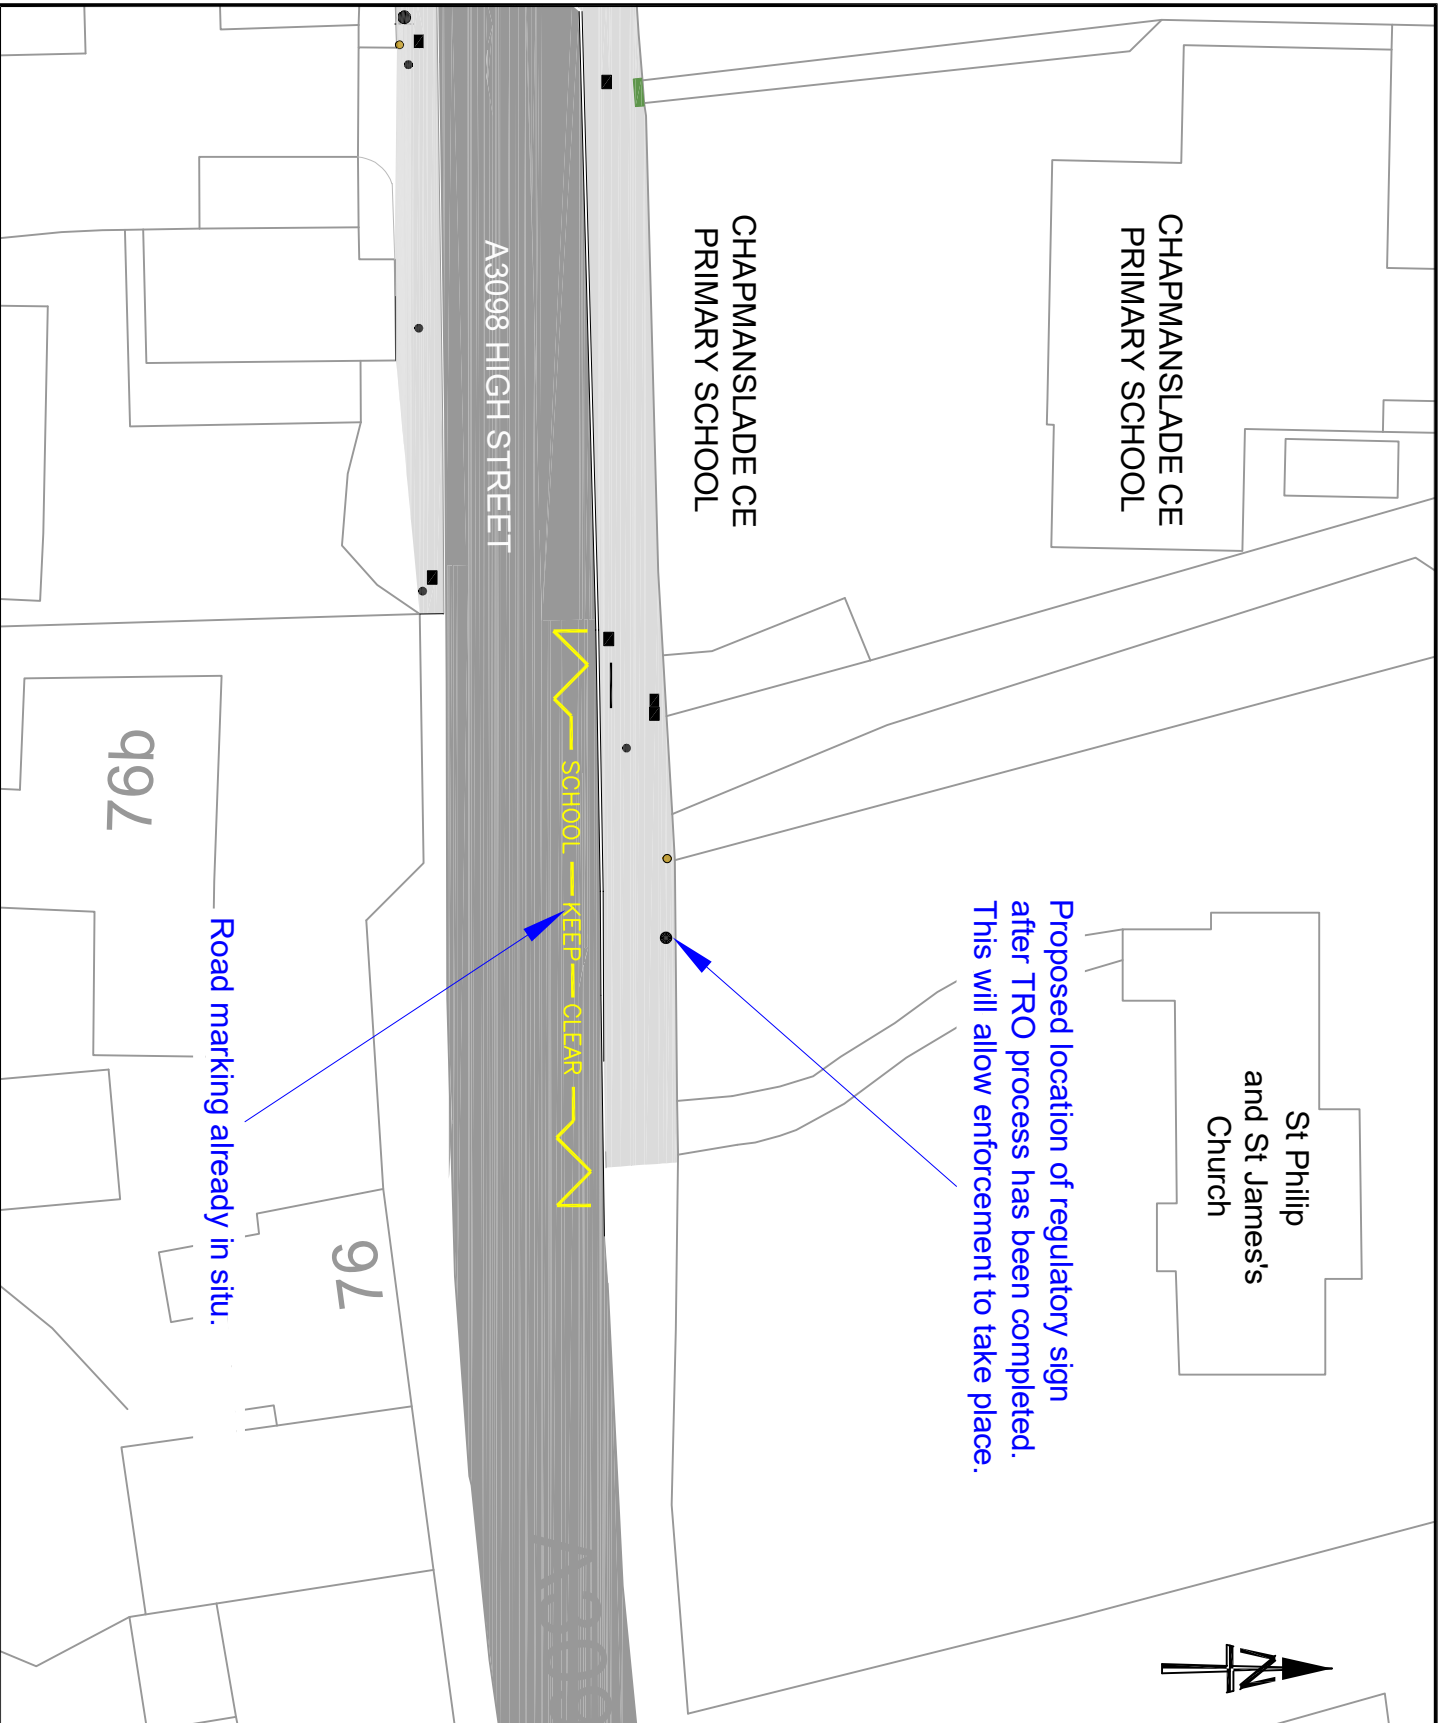 CHAPMANSLADE CE
PRIMARY SCHOOL
CHAPMANSLADE CE
PRIMARY SCHOOL
St Philip
and St James's
Church
N
Proposed location of regulatory sign
after TRO process has been completed.
This will allow enforcement to take place.
A3098 HIGH STREET
SCHOOL KEEP CLEAR
76b
76
Road marking already in situ.